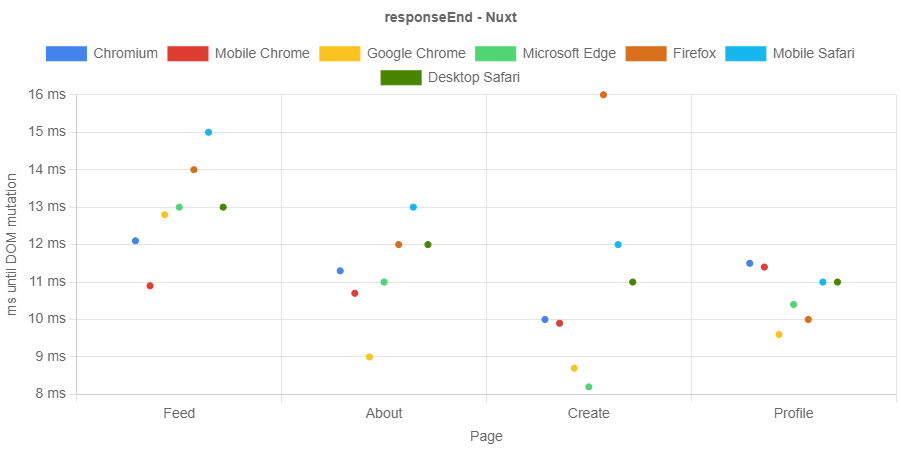 responseEnd - Nuxt
Chromium Mobile Chrome Google Chrome Microsoft Edge Firefox Mobile Safari
Desktop Safari
16 ms
15 ms
14 ms
13 ms
12 ms
11 ms
10 ms
9 ms
8 ms
ms until DOM mutation
Feed About Create Profile
Page